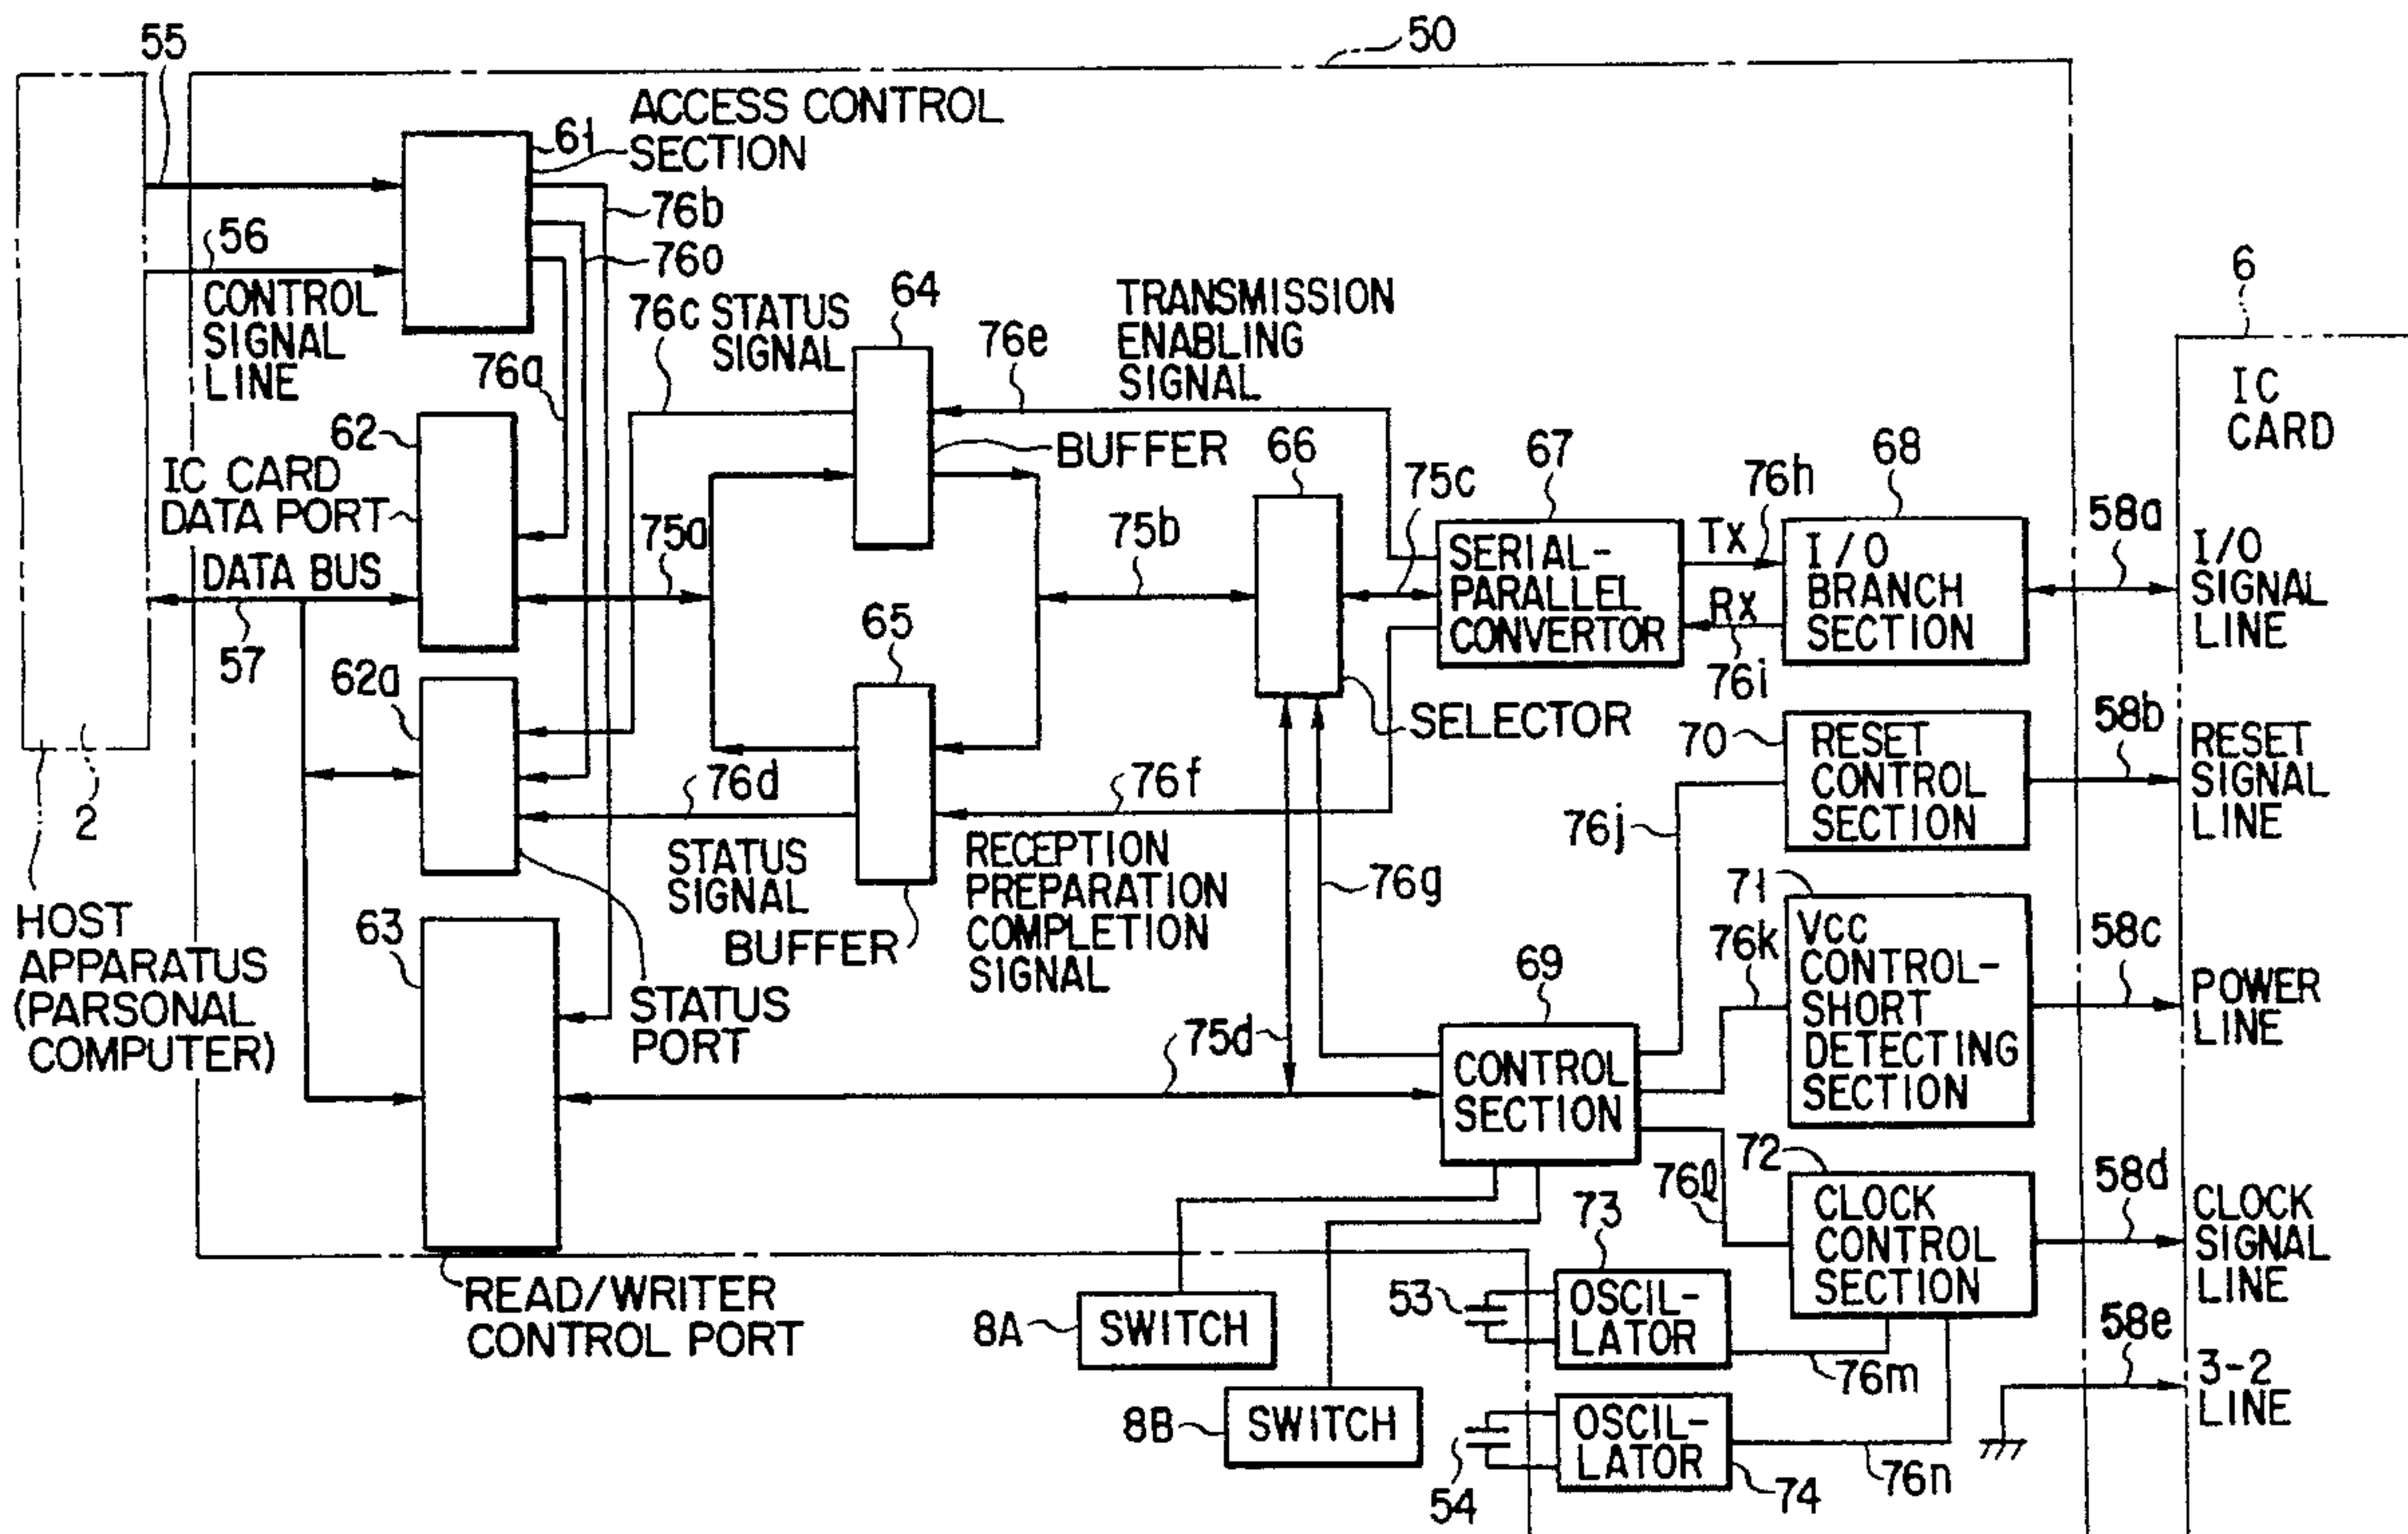 55
50
ACCESS CONTROL
SECTION
61
76b
76o
56
CONTROL
SIGNAL
LINE
76a
76c STATUS
SIGNAL
64
76e
TRANSMISSION
ENABLING
SIGNAL
6
IC
CARD
62
IC CARD
DATA PORT
BUFFER
66
75c
67
76h
68
58a
DATA BUS
57
75a
75b
SERIAL-
PARALLEL
CONVERTOR
TX
RX
76i
I/O
BRANCH
SECTION
I/O
SIGNAL
LINE
62a
65
SELECTOR
70
RESET
CONTROL
SECTION
58b
RESET
SIGNAL
LINE
2
76d
76f
76j
STATUS
SIGNAL
RECEPTION
PREPARATION
COMPLETION
SIGNAL
76g
BUFFER
HOST
APPARATUS
(PARSONAL
COMPUTER)
63
STATUS
PORT
71
76k
Vcc
CONTROL-
SHORT
DETECTING
SECTION
58c
POWER
LINE
69
CONTROL
SECTION
75d
72
76l
CLOCK
CONTROL
SECTION
58d
CLOCK
SIGNAL
LINE
READ/WRITER
CONTROL PORT
8A
SWITCH
8B
SWITCH
53
73
OSCIL-
LATOR
76m
54
OSCIL-
LATOR
74
76n
58e
3-2
LINE